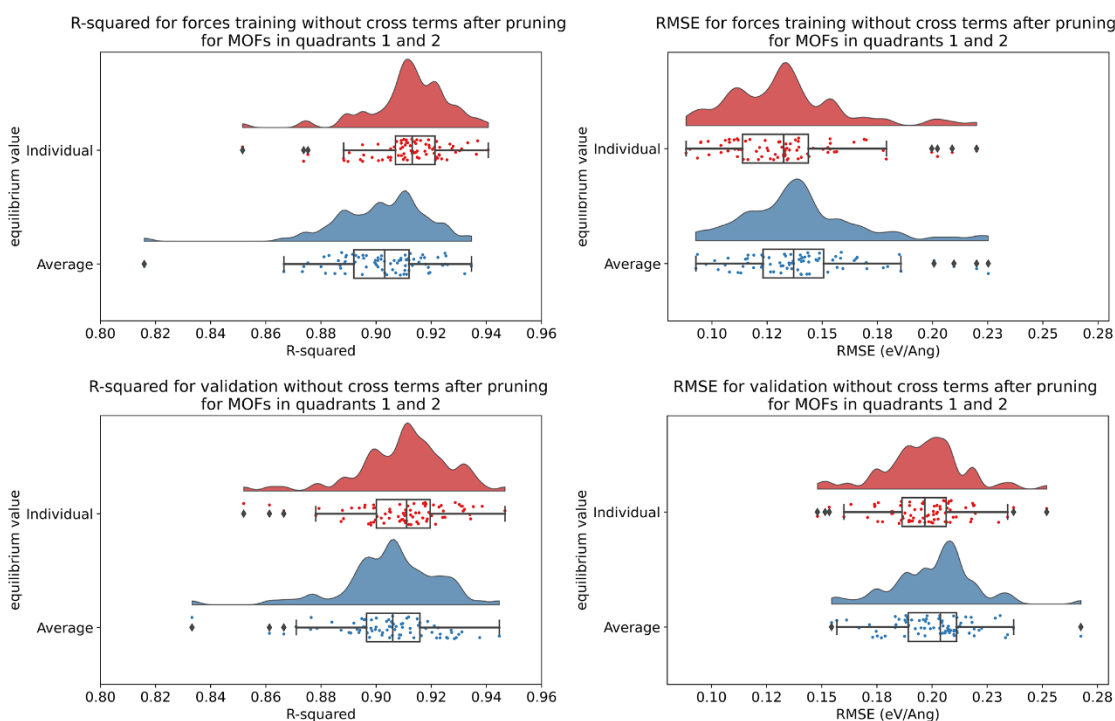 R-squared for forces training without cross terms after pruning
for MOFs in quadrants 1 and 2
equilibrium value
Individual
Average
0.80 0.82 0.84 0.86 0.88 0.90 0.92 0.94 0.96
R-squared
RMSE for forces training without cross terms after pruning
for MOFs in quadrants 1 and 2
equilibrium value
Individual
Average
0.10 0.12 0.15 0.18 0.20 0.23 0.25 0.28
RMSE (eV/Ang)
R-squared for validation without cross terms after pruning
for MOFs in quadrants 1 and 2
equilibrium value
Individual
Average
0.80 0.82 0.84 0.86 0.88 0.90 0.92 0.94 0.96
R-squared
RMSE for validation without cross terms after pruning
for MOFs in quadrants 1 and 2
equilibrium value
Individual
Average
0.10 0.12 0.15 0.18 0.20 0.23 0.25 0.28
RMSE (eV/Ang)